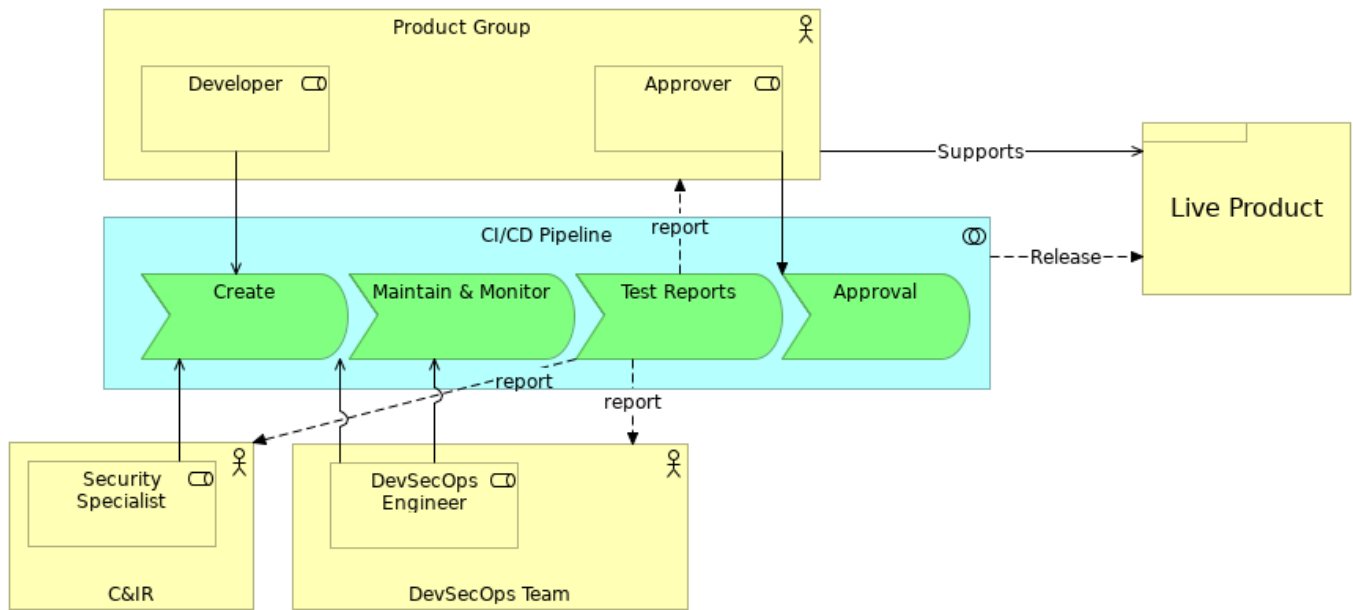 Product Group
Developer
Approver
Supports
Live Product
report
CI/CD Pipeline
Release
Create
Maintain & Monitor
Test Reports
Approval
report
report
Security
Specialist
DevSecOps
Engineer
C&IR
DevSecOps Team